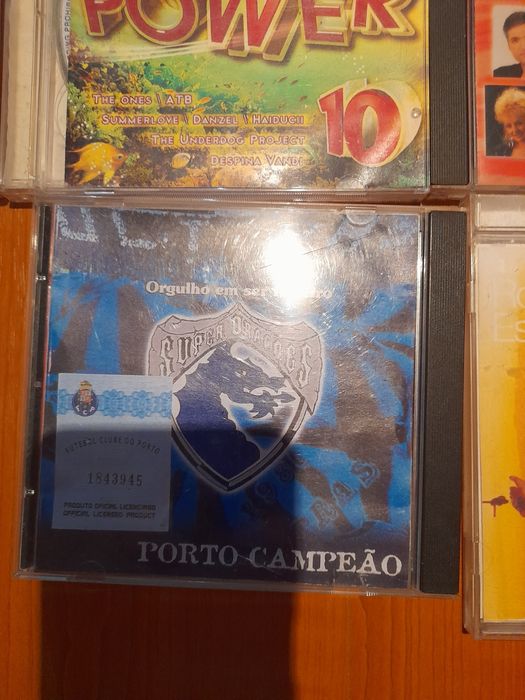 POWER
10
THE ONES \ ATB
SUMMERLOVE \ DANZEL \ HAIDUCII
THE UNDERDOG PROJECT
DESPINA VANDI
Orgulho em ser
SUPER DRAGÕES
F.C.P.
FUTEBOL CLUBE DO PORTO
1843945
PRODUTO OFICIAL LICENCIADO
OFFICIAL LICENSED PRODUCT
PORTO CAMPEÃO